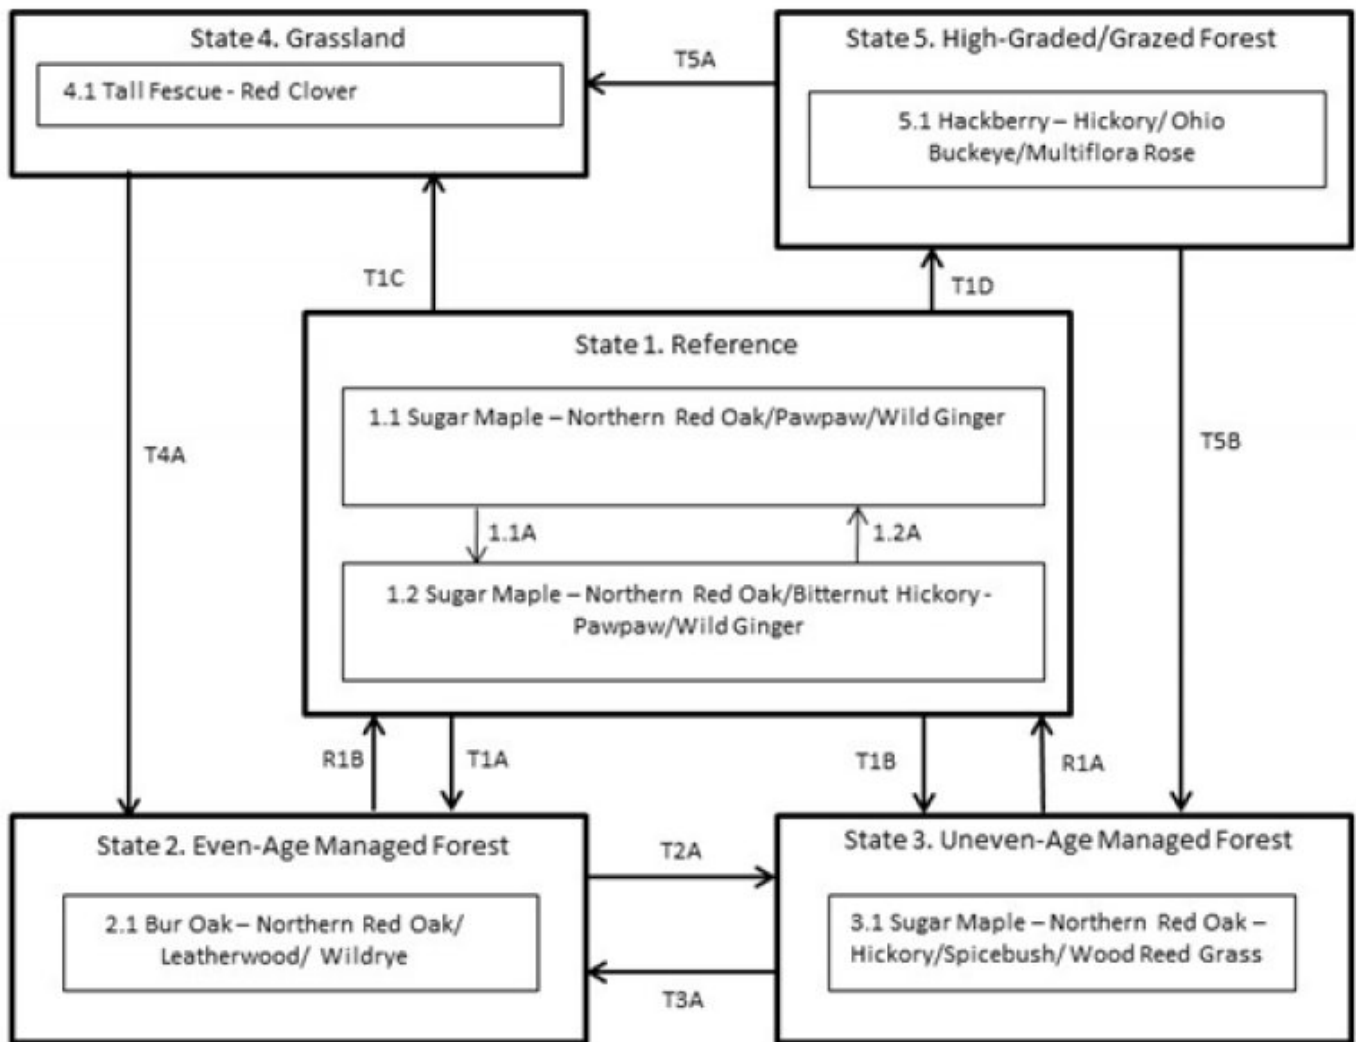 State 4. Grassland
4.1 Tall Fescue - Red Clover
T5A
State 5. High-Graded/Grazed Forest
5.1 Hackberry – Hickory/ Ohio
Buckeye/Multiflora Rose
T1C
T1D
State 1. Reference
1.1 Sugar Maple – Northern Red Oak/Pawpaw/Wild Ginger
T4A
T5B
1.1A
1.2A
1.2 Sugar Maple – Northern Red Oak/Bitternut Hickory -
Pawpaw/Wild Ginger
R1B
T1A
T1B
R1A
State 2. Even-Age Managed Forest
2.1 Bur Oak – Northern Red Oak/
Leatherwood/ Wildrye
T2A
T3A
State 3. Uneven-Age Managed Forest
3.1 Sugar Maple – Northern Red Oak –
Hickory/Spicebush/ Wood Reed Grass